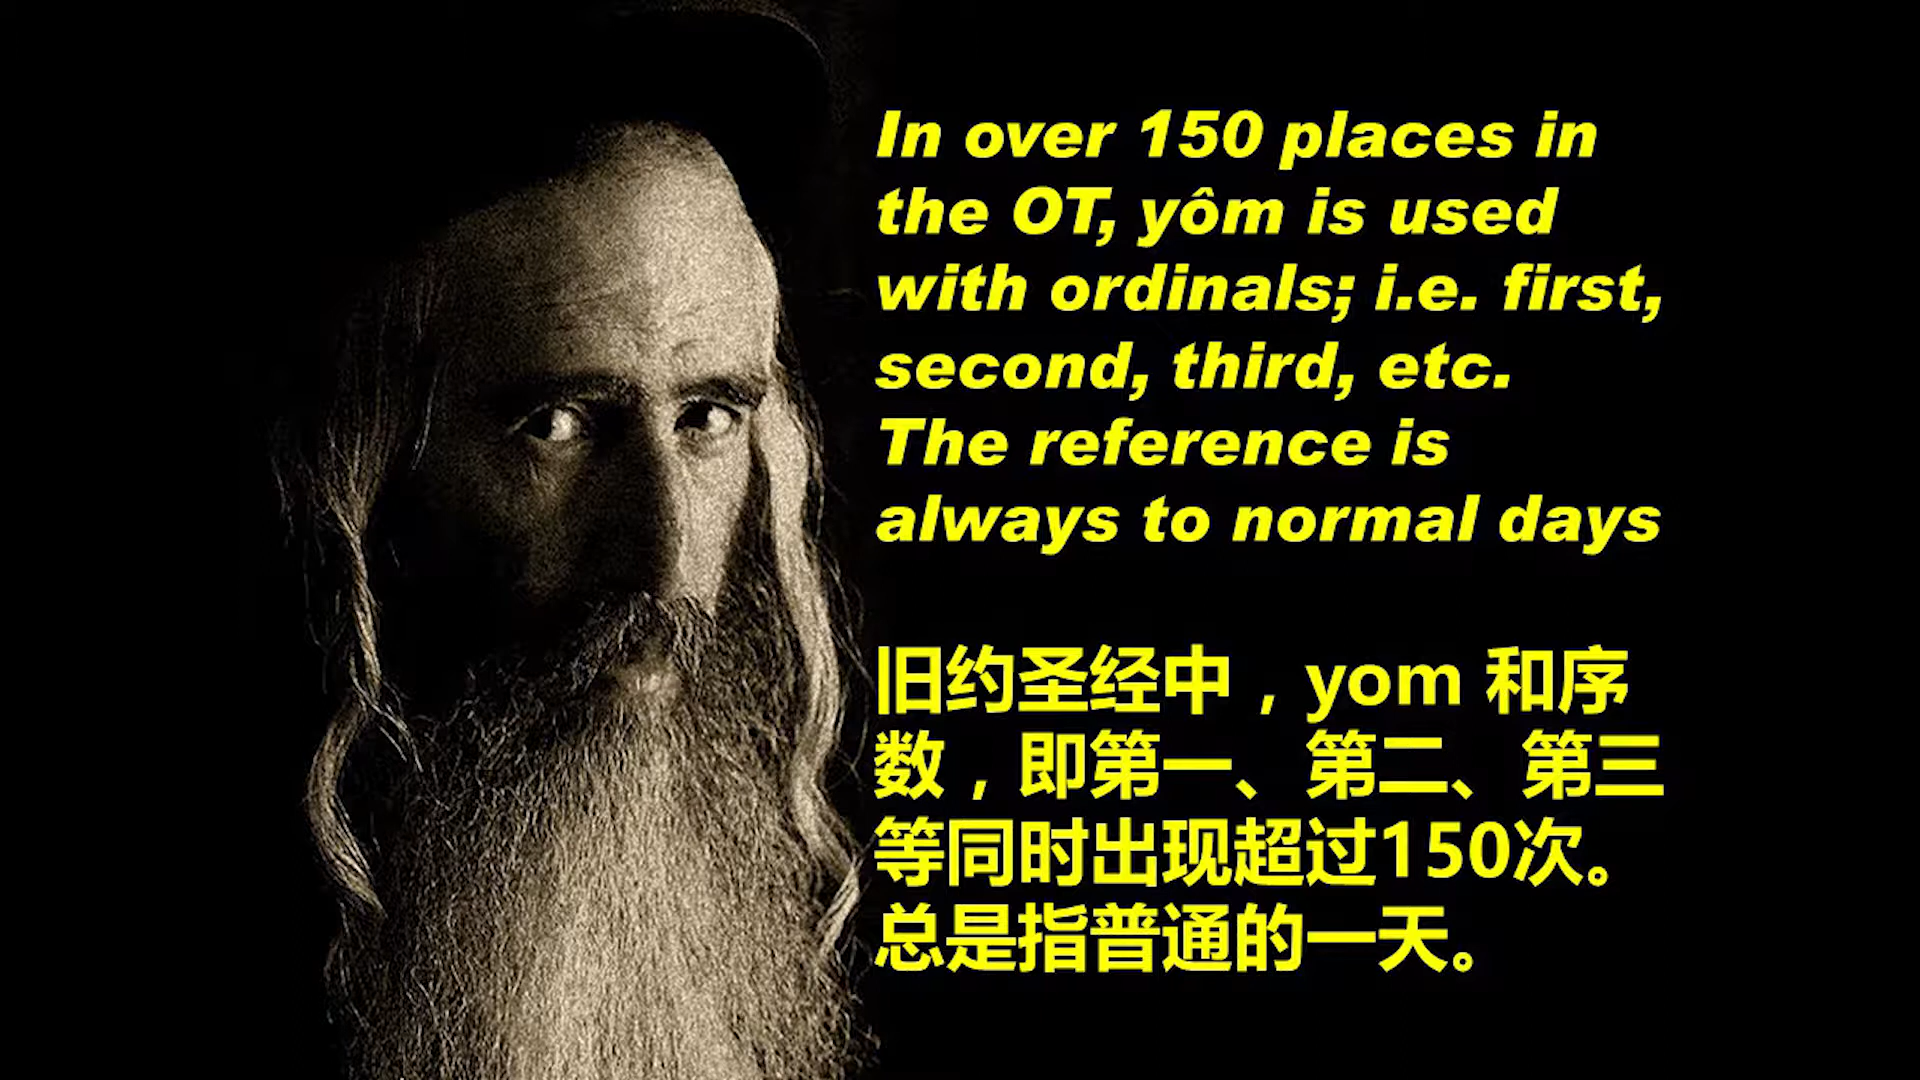 In over 150 places in
the OT, yôm is used
with ordinals; i.e. first,
second, third, etc.
The reference is
always to normal days
旧约圣经中，yom 和序
数，即第一、第二、第三
等同时出现超过150次。
总是指普通的一天。